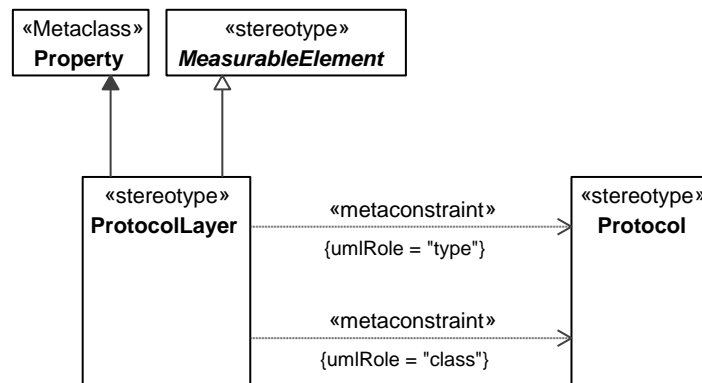 «Metaclass»
Property
«stereotype»
MeasurableElement
«stereotype»
ProtocolLayer
«metaconstraint»
{umlRole = "type"}
«stereotype»
Protocol
«metaconstraint»
{umlRole = "class"}